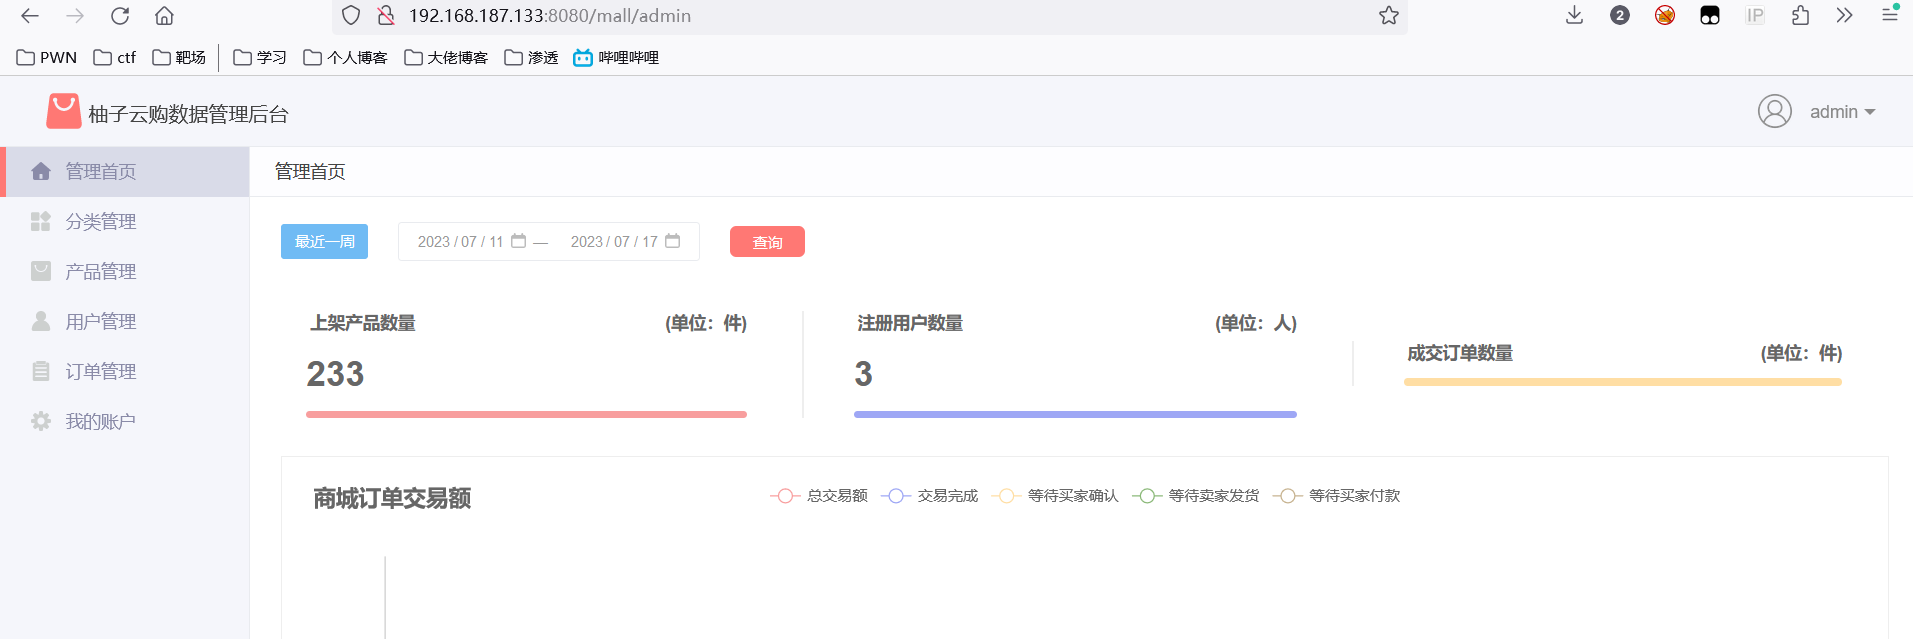 192.168.187.133:8080/mall/admin
2
IP
PWN ctf 靶场 学习 个人博客 大佬博客 渗透 哔哩哔哩
柚子云购数据管理后台
admin
管理首页
分类管理
产品管理
用户管理
订单管理
我的账户
管理首页
最近一周 2023 / 07 / 11 — 2023 / 07 / 17 查询
上架产品数量 (单位：件)
233
注册用户数量 (单位：人)
3
成交订单数量 (单位：件)
商城订单交易额
总交易额 交易完成 等待买家确认 等待卖家发货 等待买家付款